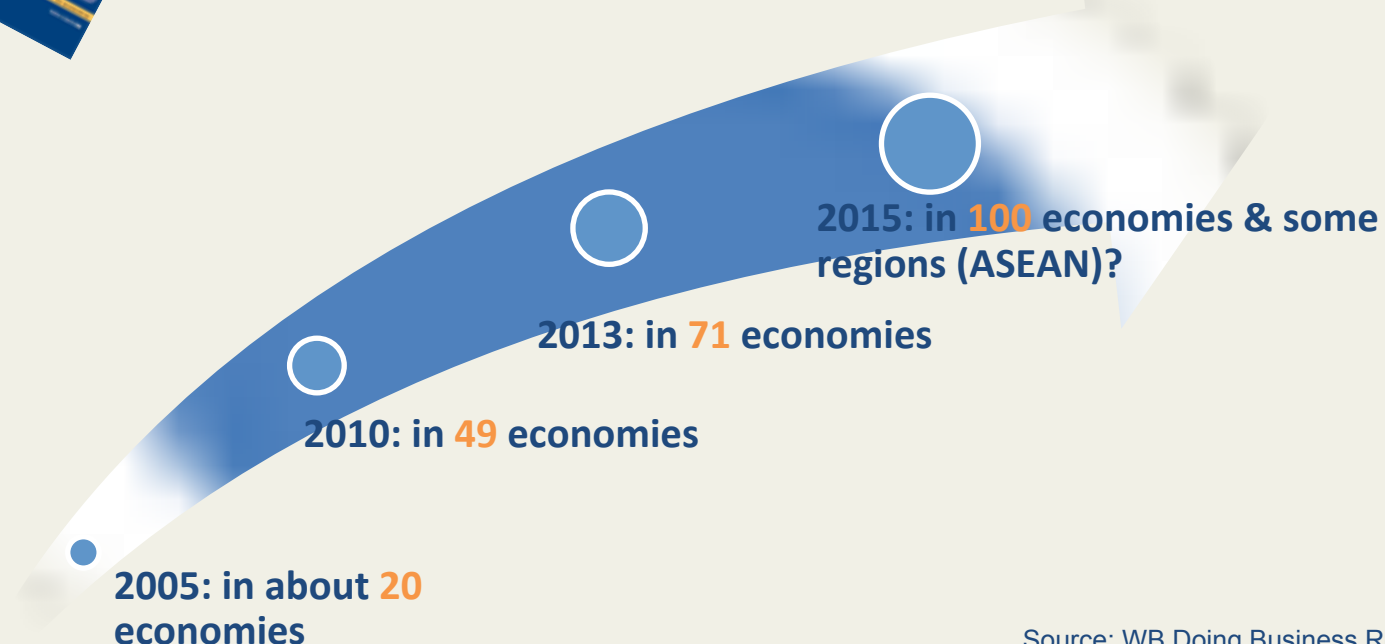 2015: in 100 economies & some
regions (ASEAN)?
2013: in 71 economies
2010: in 49 economies
2005: in about 20
economies
Source: WB Doing Business R